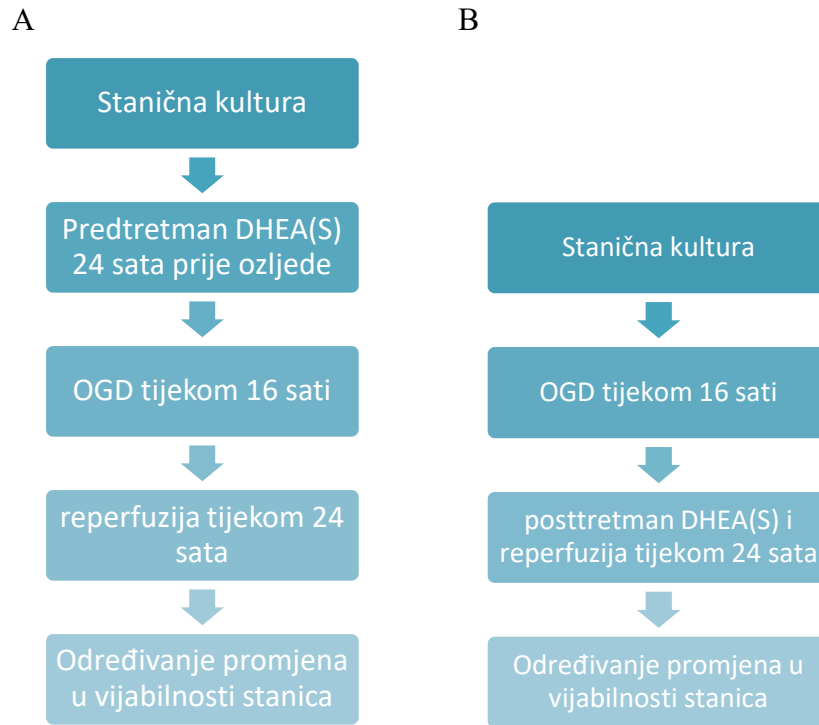 A
Stanična kultura
Predtretman DHEA(S)
24 sata prije ozljede
OGD tijekom 16 sati
reperfuzija tijekom 24
sata
Određivanje promjena
u vijabilnosti stanica
B
Stanična kultura
OGD tijekom 16 sati
posttretman DHEA(S) i
reperfuzija tijekom 24 sata
Određivanje promjena u
vijabilnosti stanica